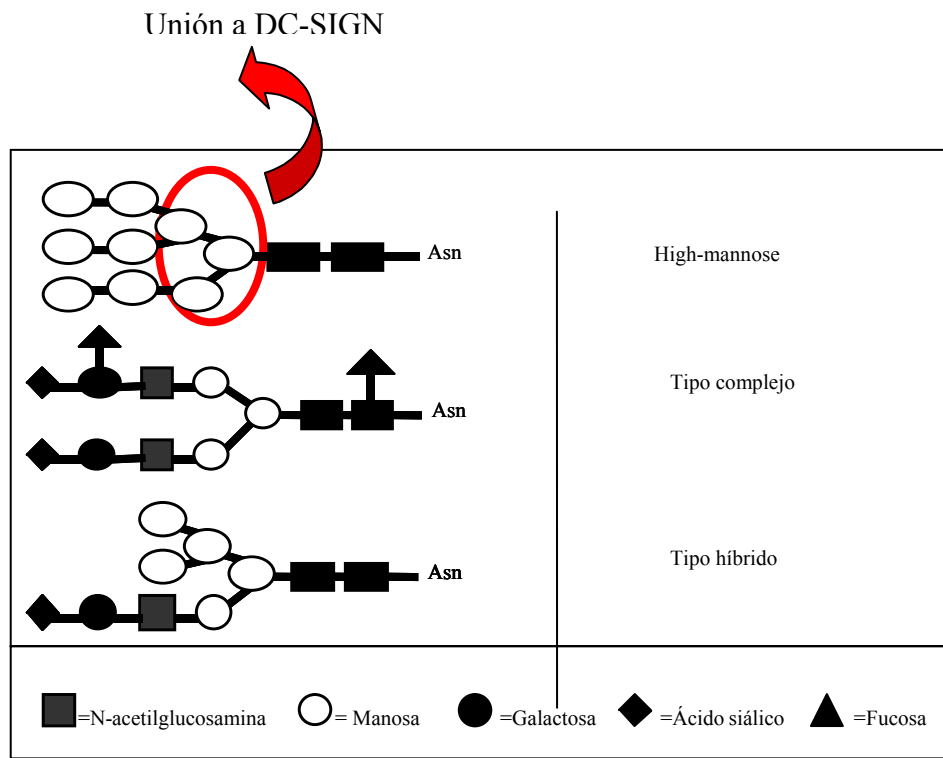 Unión a DC-SIGN
Asn
High-mannose
Tipo complejo
Asn
Tipo híbrido
Asn
=N-acetilglucosamina = Manosa =Galactosa =Ácido siálico =Fucosa